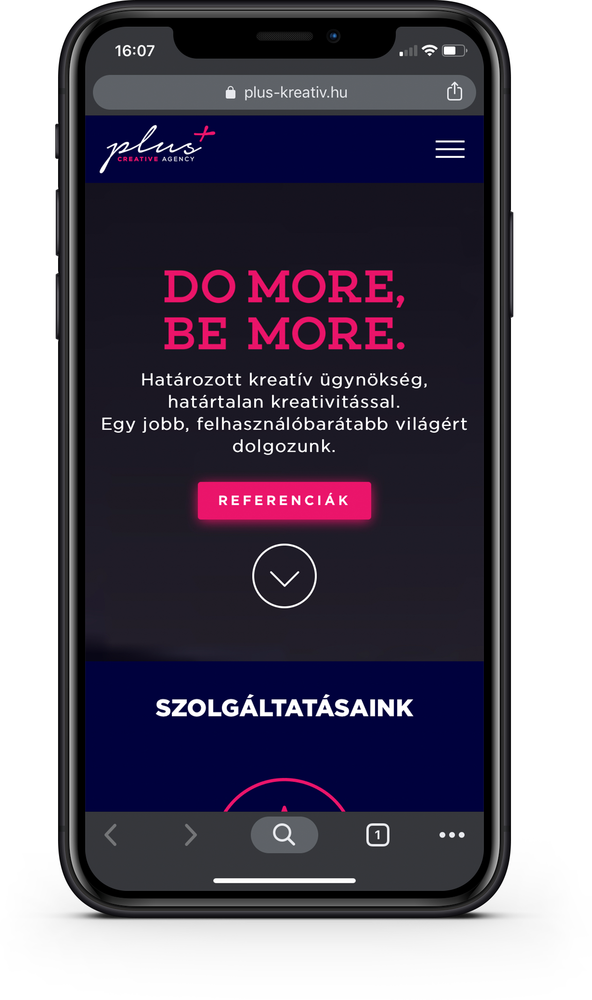 16:07
plus-kreativ.hu
plus+
CREATIVE AGENCY
DO MORE,
BE MORE.
Határozott kreatív ügynökség,
határtalan kreativitással.
Egy jobb, felhasználóbarátabb világért
dolgozunk.
REFERENCIÁK
SZOLGÁLTATÁSAINK
1